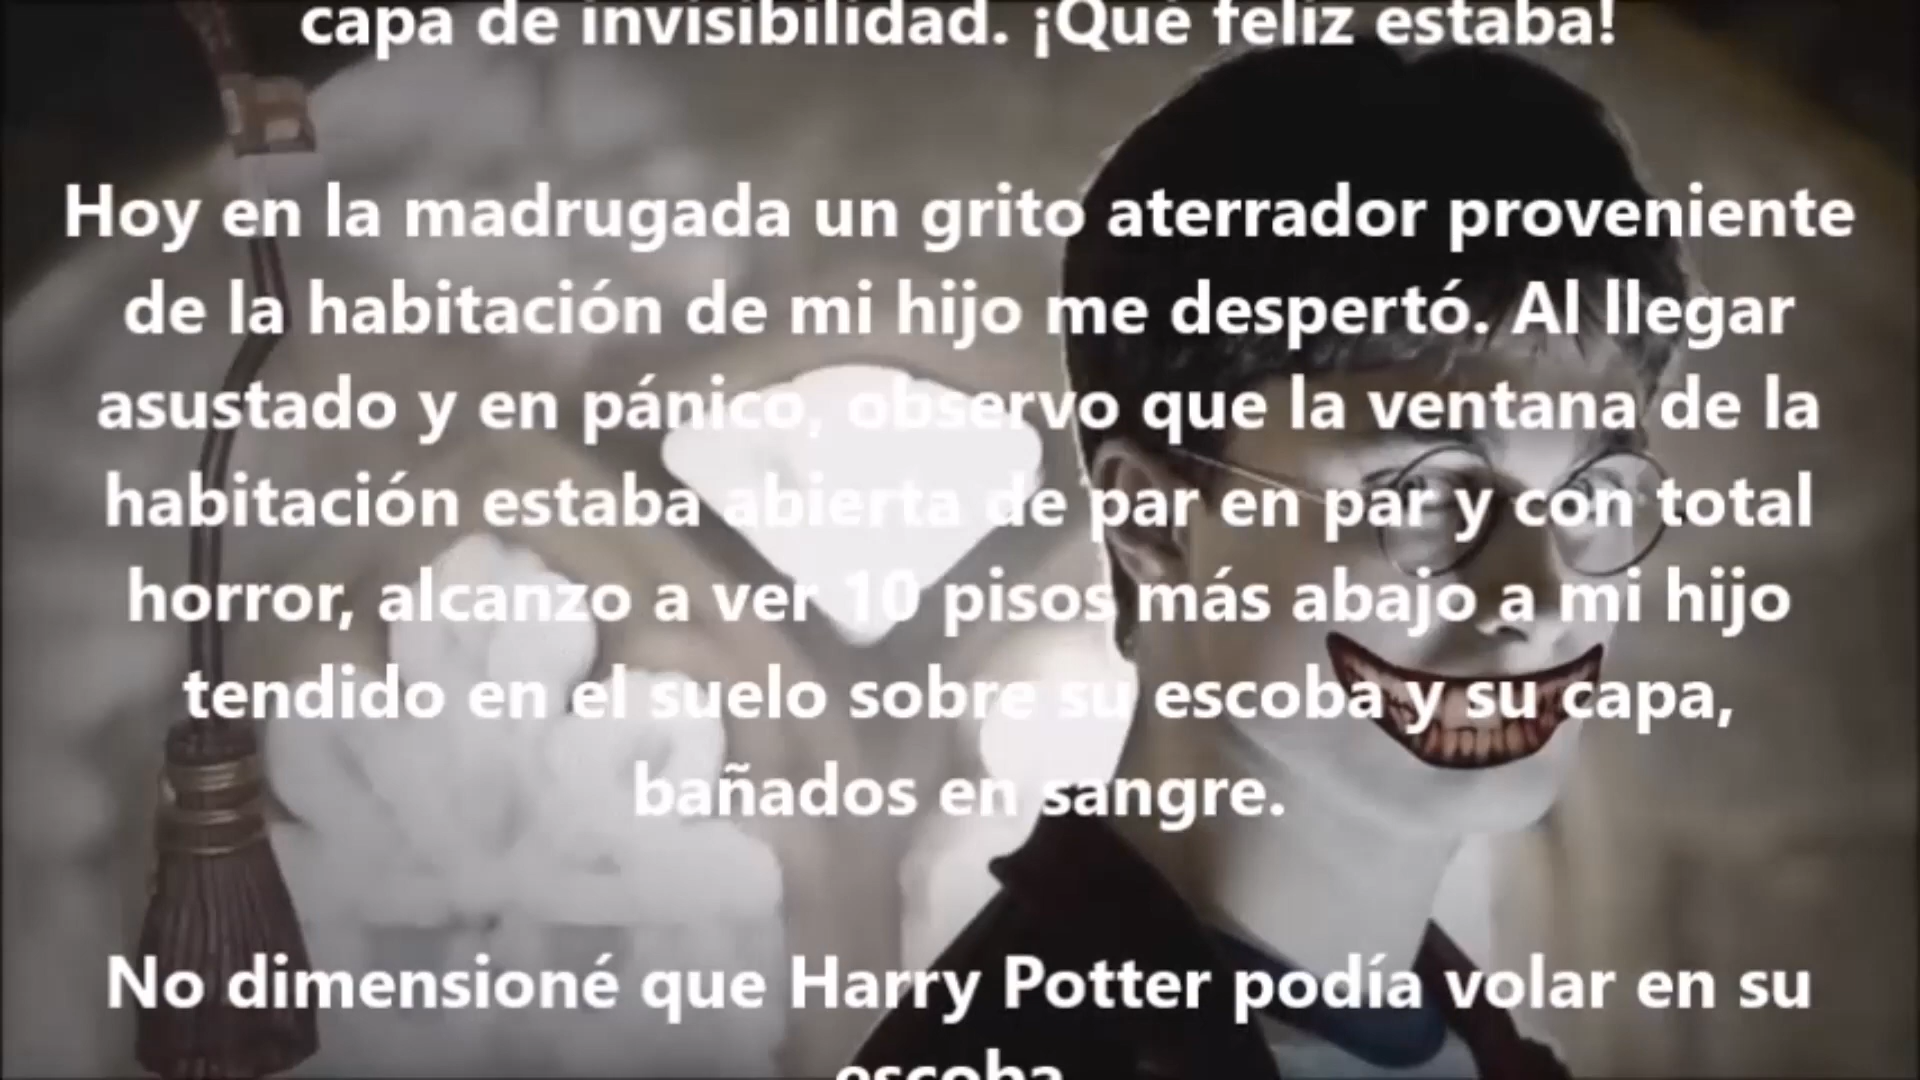 capa de invisibilidad. ¡Qué feliz estaba!
Hoy en la madrugada un grito aterrador proveniente
de la habitación de mi hijo me despertó. Al llegar
asustado y en pánico, observo que la ventana de la
habitación estaba abierta de par en par y con total
horror, alcanzo a ver 10 pisos más abajo a mi hijo
tendido en el suelo sobre su escoba y su capa,
bañados en sangre.
No dimensioné que Harry Potter podía volar en su
escoba